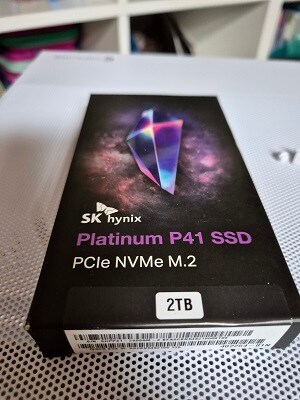 SK hynix
Platinum P41 SSD
PCIe NVMe M.2
2TB